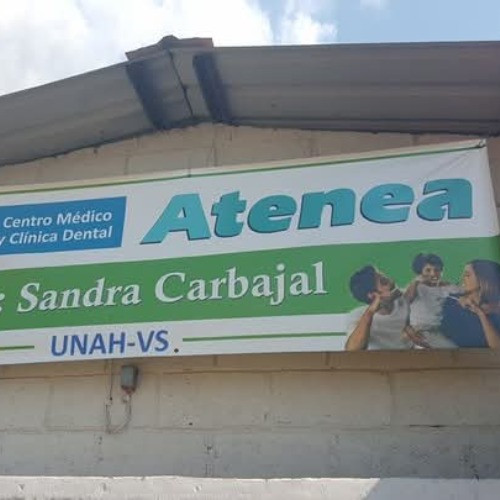 Centro Médico
y Clínica Dental
Atenea
: Sandra Carbajal
UNAH-VS.